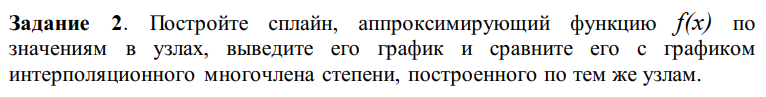 Задание 2. Постройте сплайн, аппроксимирующий функцию f(x) по
значениям в узлах, выведите его график и сравните его с графиком
интерполяционного многочлена степени, построенного по тем же узлам.